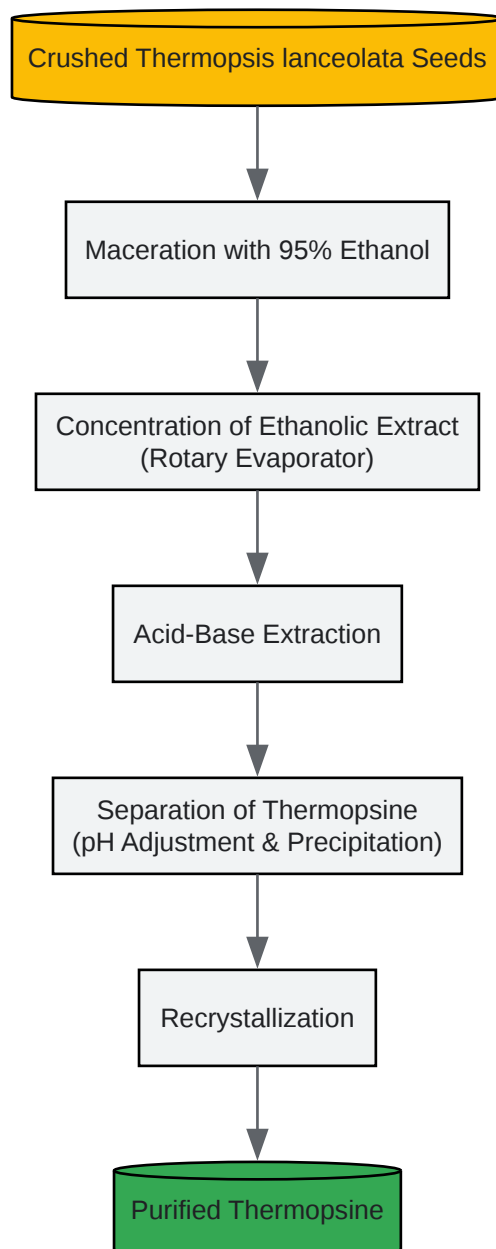 Crushed Thermopsis lanceolata Seeds
Maceration with 95% Ethanol
Concentration of Ethanolic Extract
(Rotary Evaporator)
Acid-Base Extraction
Separation of Thermopsine
(pH Adjustment & Precipitation)
Recrystallization
Purified Thermopsine